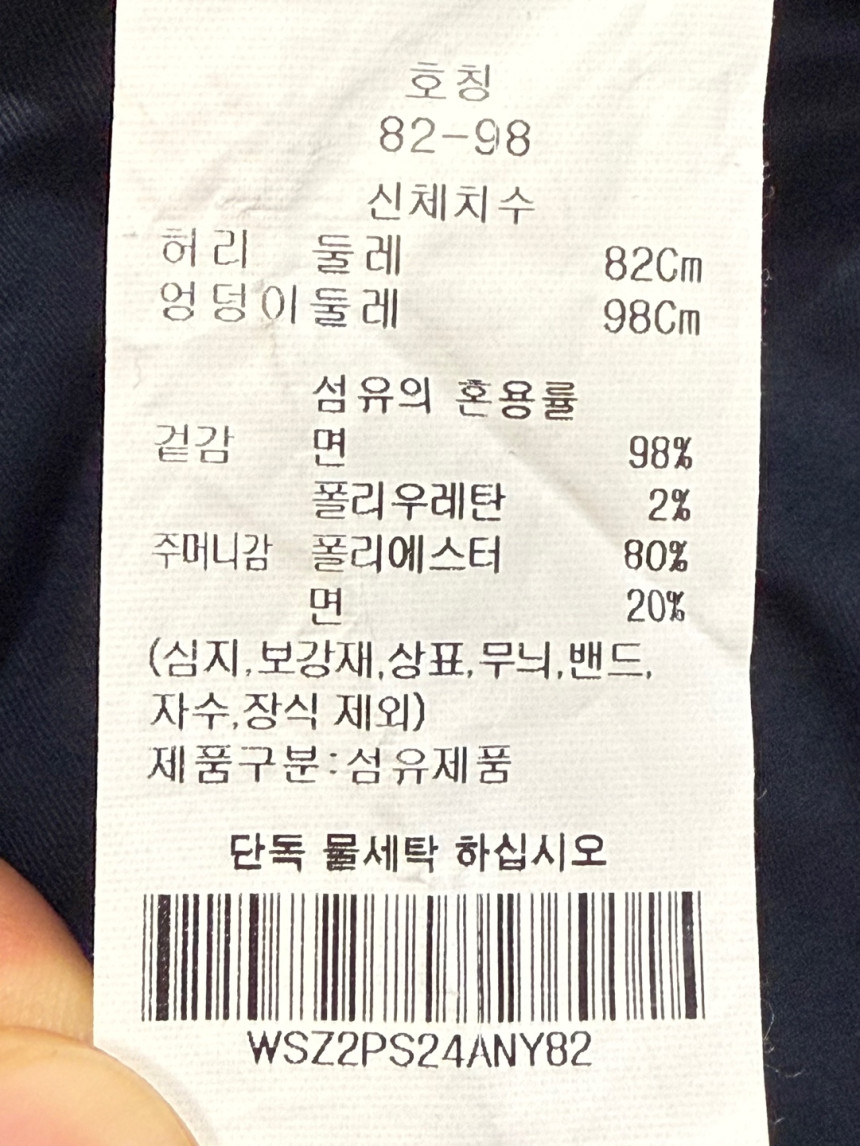 호칭
82-98
신체치수
허리 둘레 82Cm
엉덩이둘레 98Cm
섬유의 혼용률
겉감 면 98%
폴리우레탄 2%
주머니감 폴리에스터 80%
면 20%
(심지,보강재,상표,무늬,밴드,
자수,장식 제외)
제품구분:섬유제품
단독 물세탁 하십시오
WSZ2PS24ANY82